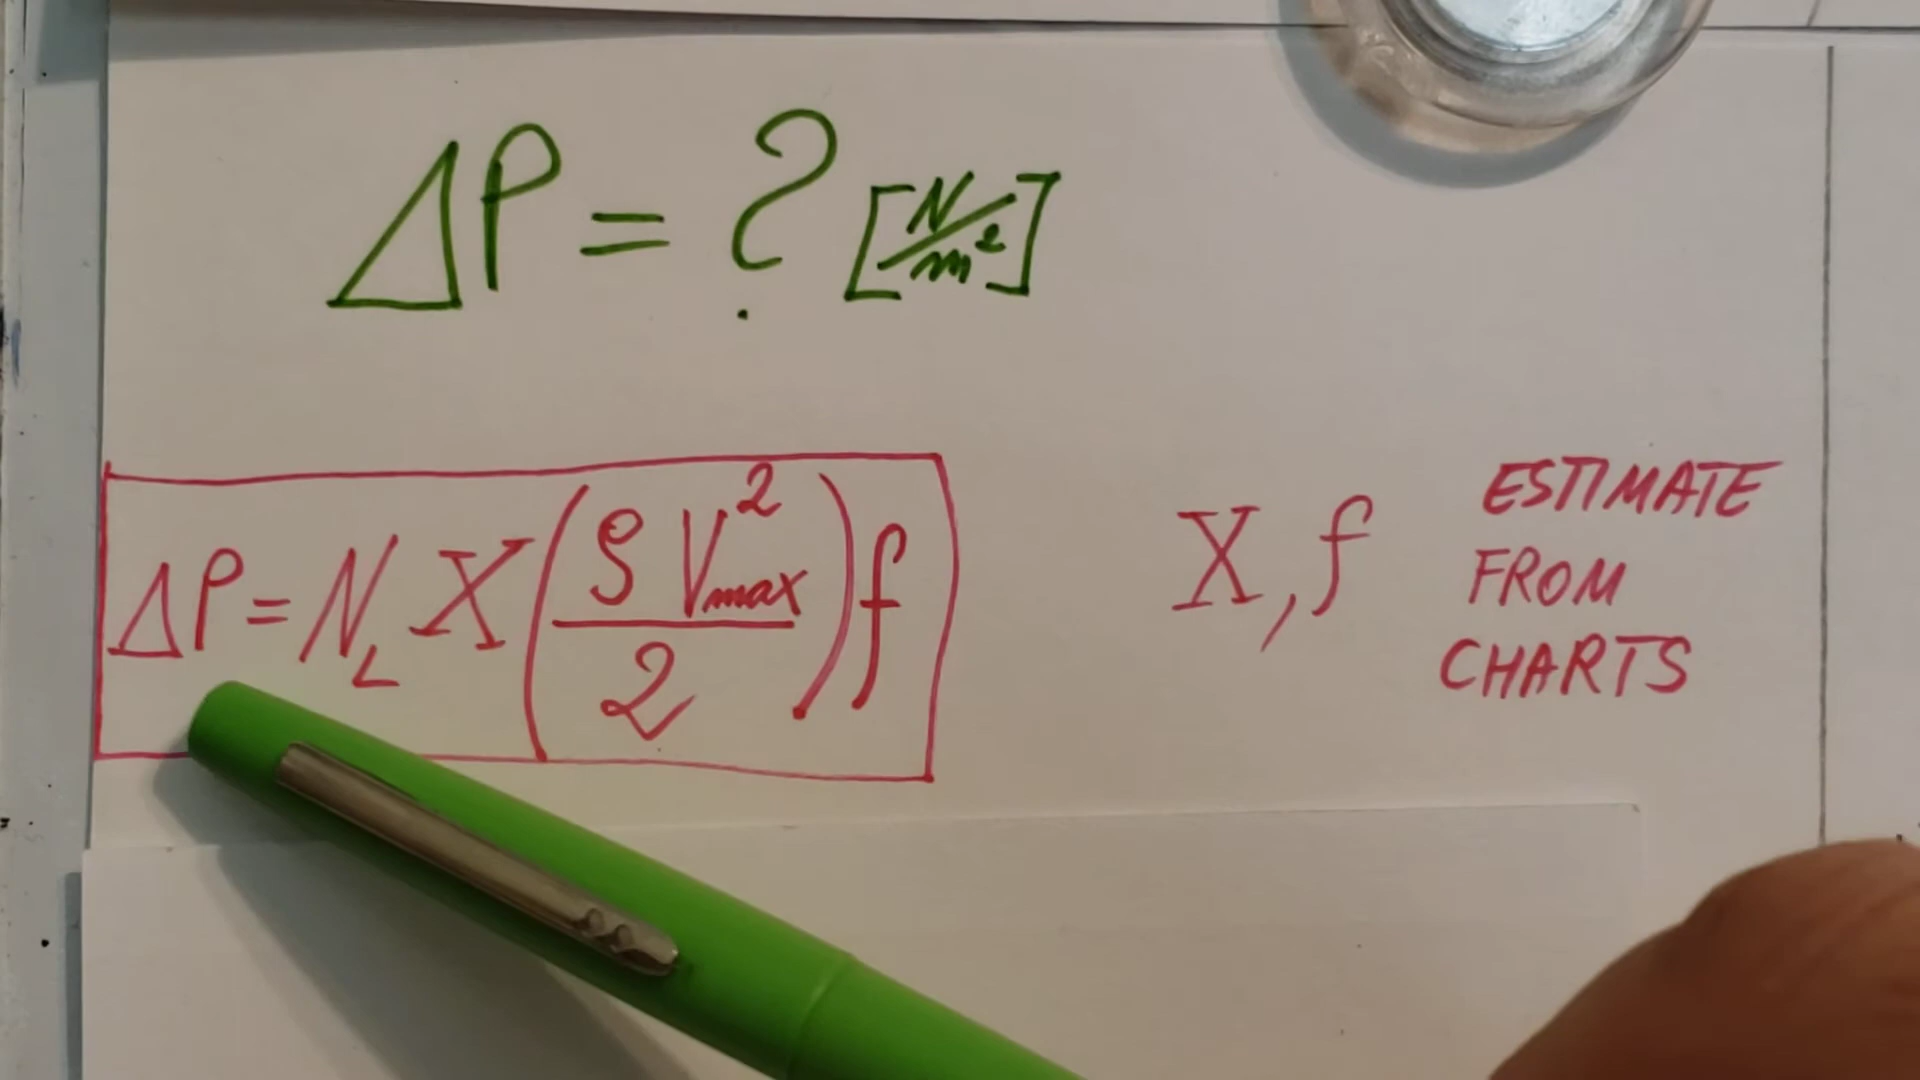 ΔP = ? [N/m²]
ΔP = N_L X (ρ V_max² / 2) f
X, f
ESTIMATE
FROM
CHARTS